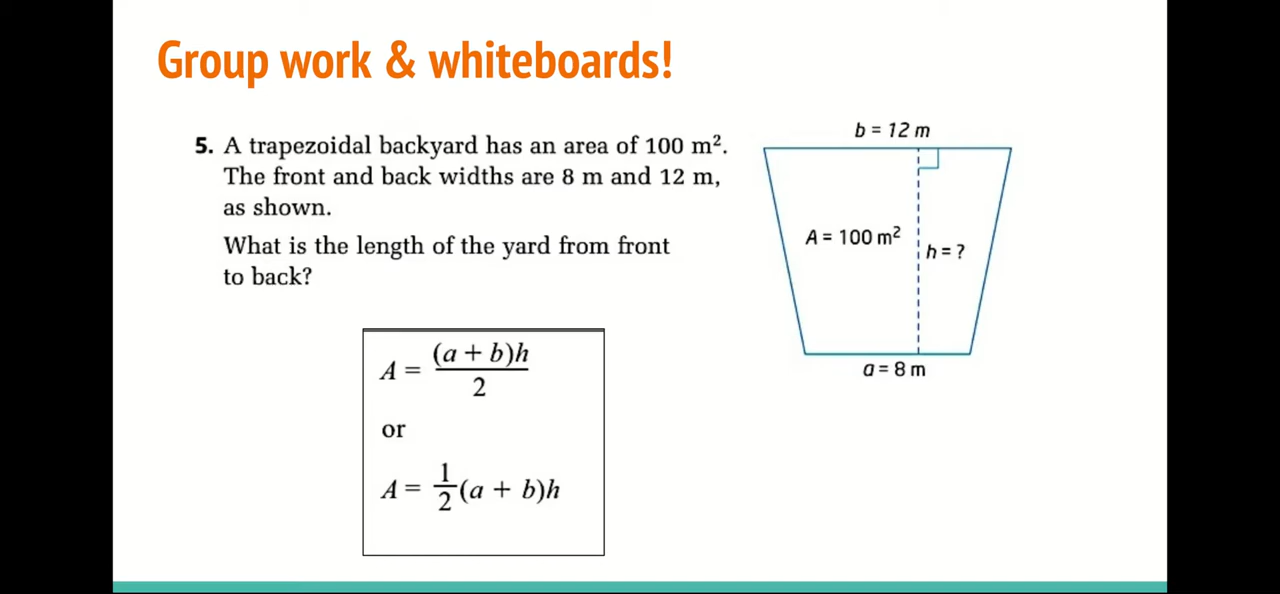 Group work & whiteboards!
5. A trapezoidal backyard has an area of 100 m².
The front and back widths are 8 m and 12 m,
as shown.
What is the length of the yard from front
to back?
b = 12 m
A = 100 m²
h = ?
a = 8 m
A = (a + b)h / 2
or
A = 1/2 (a + b)h